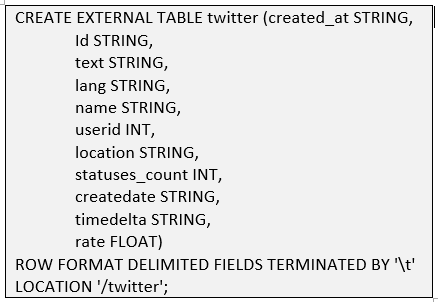 CREATE EXTERNAL TABLE twitter (created_at STRING,
Id STRING,
text STRING,
lang STRING,
name STRING,
userid INT,
location STRING,
statuses_count INT,
createdate STRING,
timedelta STRING,
rate FLOAT)
ROW FORMAT DELIMITED FIELDS TERMINATED BY '\t'
LOCATION '/twitter';